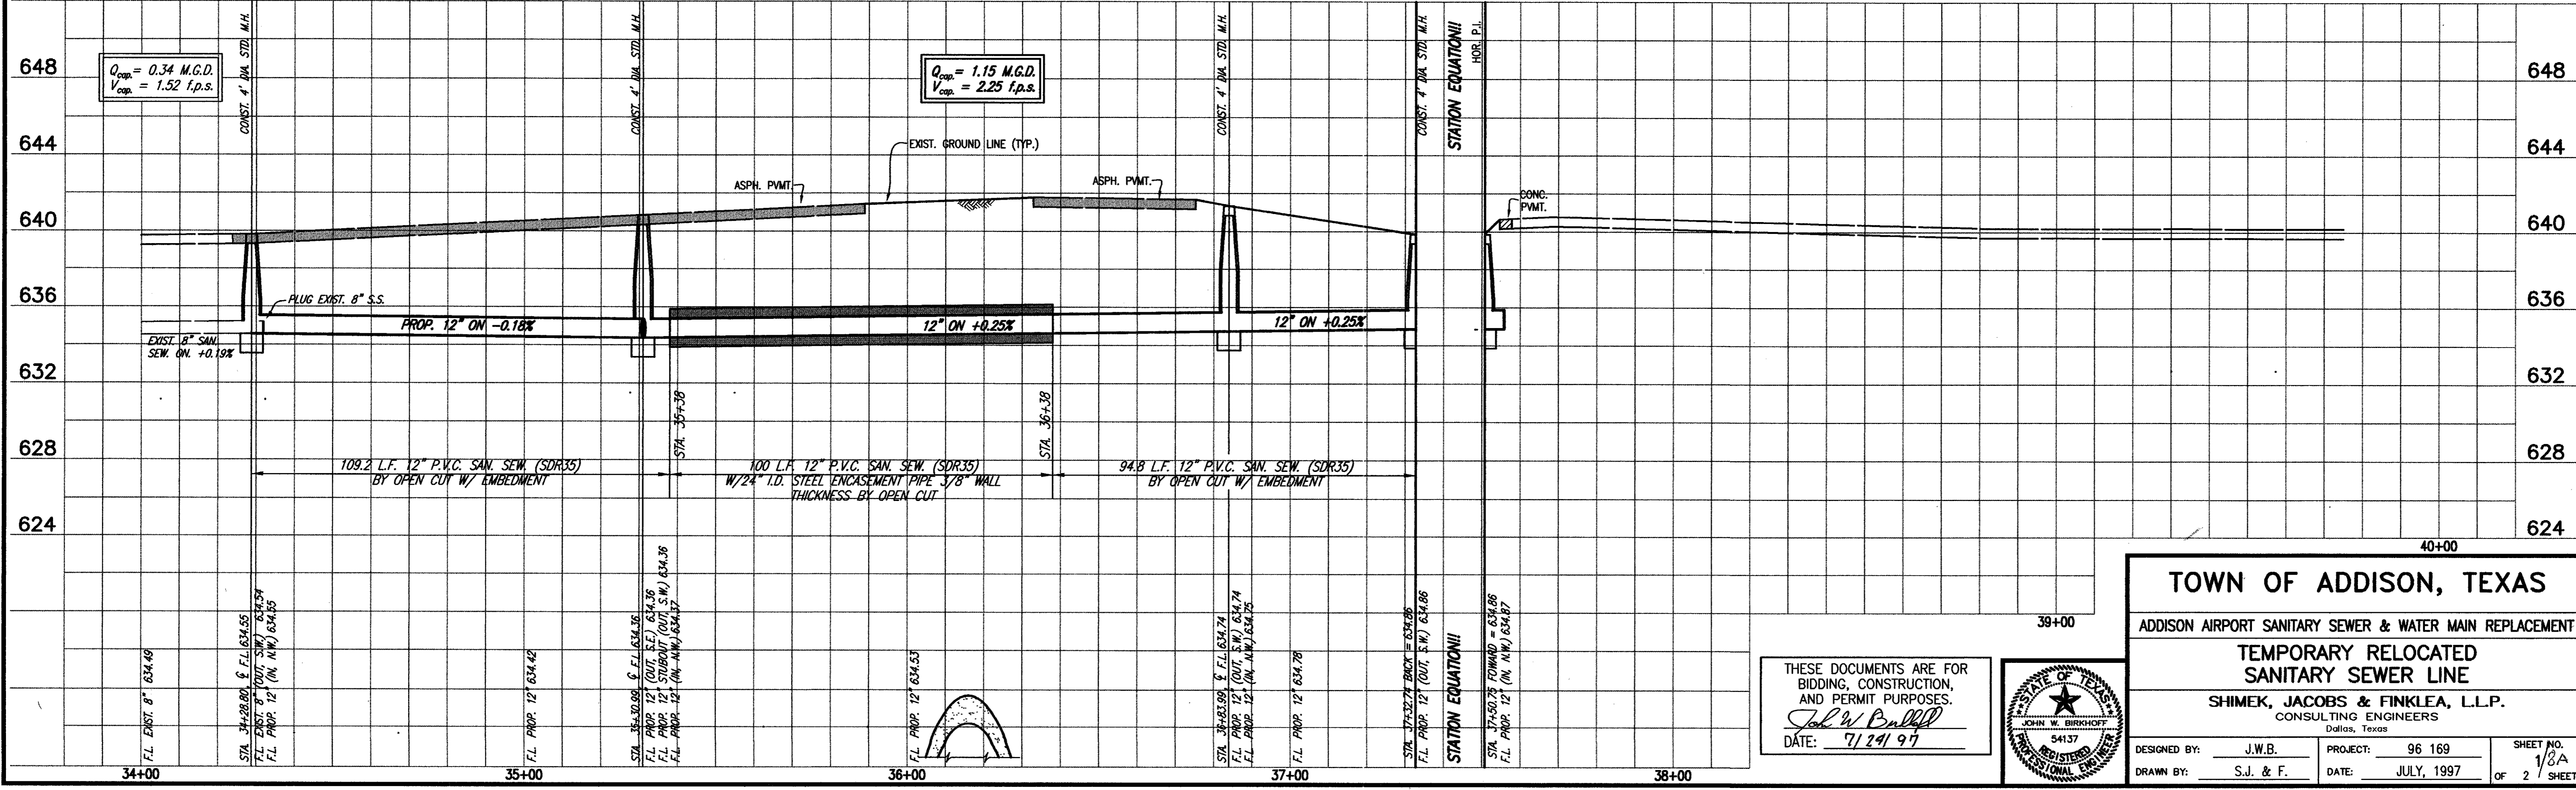 648
644
640
636
632
628
624
Qcap. = 0.34 M.G.D.
Vcap. = 1.52 f.p.s.
CONST. 4' DIA. STD. M.H.
CONST. 4' DIA. STD. M.H.
Qcap. = 1.15 M.G.D.
Vcap. = 2.25 f.p.s.
CONST. 4' DIA. STD. M.H.
CONST. 4' DIA. STD. M.H.
STATION EQUATION!!
HOR. P.I.
648
644
640
636
632
628
624
EXIST. GROUND LINE (TYP.)
ASPH. PVMT.
ASPH. PVMT.
CONC.
PVMT.
PLUG EXIST. 8" S.S.
PROP. 12" ON -0.18%
12" ON +0.25%
12" ON +0.25%
EXIST. 8" SAN.
SEW. ON. +0.19%
STA. 35+38
STA. 36+38
109.2 L.F. 12" P.V.C. SAN. SEW. (SDR35)
BY OPEN CUT W/ EMBEDMENT
100 L.F. 12" P.V.C. SAN. SEW. (SDR35)
W/24" I.D. STEEL ENCASEMENT PIPE 3/8" WALL
THICKNESS BY OPEN CUT
94.8 L.F. 12" P.V.C. SAN. SEW. (SDR35)
BY OPEN CUT W/ EMBEDMENT
F.L. EXIST. 8" 634.49
STA. 34+28.80, ℄ F.L. 634.55
F.L. EXIST. 8" (OUT, S.W.) 634.54
F.L. PROP. 12" (IN, N.W.) 634.55
F.L. PROP. 12" 634.42
STA. 35+30.99, ℄ F.L. 634.36
F.L. PROP. 12" (OUT, S.E.) 634.36
F.L. PROP. 12" STUBOUT (OUT, S.W.) 634.36
F.L. PROP. 12" (IN, N.W.) 634.37
F.L. PROP. 12" 634.53
STA. 36+83.99, ℄ F.L. 634.74
F.L. PROP. 12" (OUT, S.W.) 634.74
F.L. PROP. 12" (IN, N.W.) 634.75
F.L. PROP. 12" 634.78
STA. 37+32.74 BACK = 634.86
F.L. PROP. 12" (OUT, S.W.) 634.86
STATION EQUATION!!
STA. 37+50.75 FORWARD = 634.86
F.L. PROP. 12" (IN, N.W.) 634.87
34+00
35+00
36+00
37+00
38+00
39+00
40+00
THESE DOCUMENTS ARE FOR
BIDDING, CONSTRUCTION,
AND PERMIT PURPOSES.
DATE: 7/24/97
STATE OF TEXAS
JOHN W. BIRKHOFF
54137
REGISTERED
PROFESSIONAL ENGINEER
TOWN OF ADDISON, TEXAS
ADDISON AIRPORT SANITARY SEWER & WATER MAIN REPLACEMENT
TEMPORARY RELOCATED
SANITARY SEWER LINE
SHIMEK, JACOBS & FINKLEA, L.L.P.
CONSULTING ENGINEERS
Dallas, Texas
DESIGNED BY: J.W.B.
PROJECT: 96 169
SHEET NO.
1/8A
DRAWN BY: S.J. & F.
DATE: JULY, 1997
OF 2 SHEET